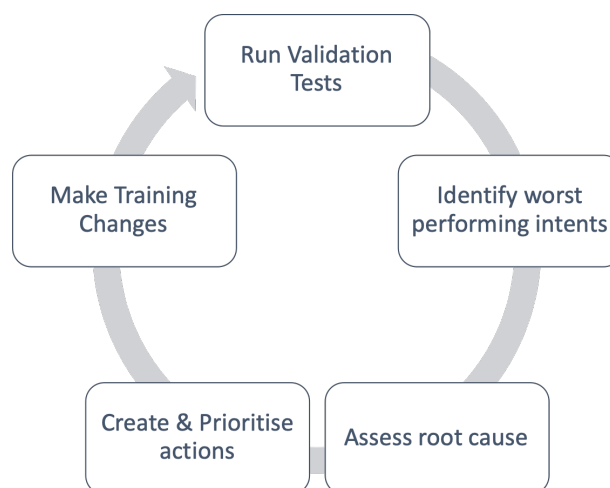 Run Validation
Tests
Identify worst
performing intents
Assess root cause
Create & Prioritise
actions
Make Training
Changes